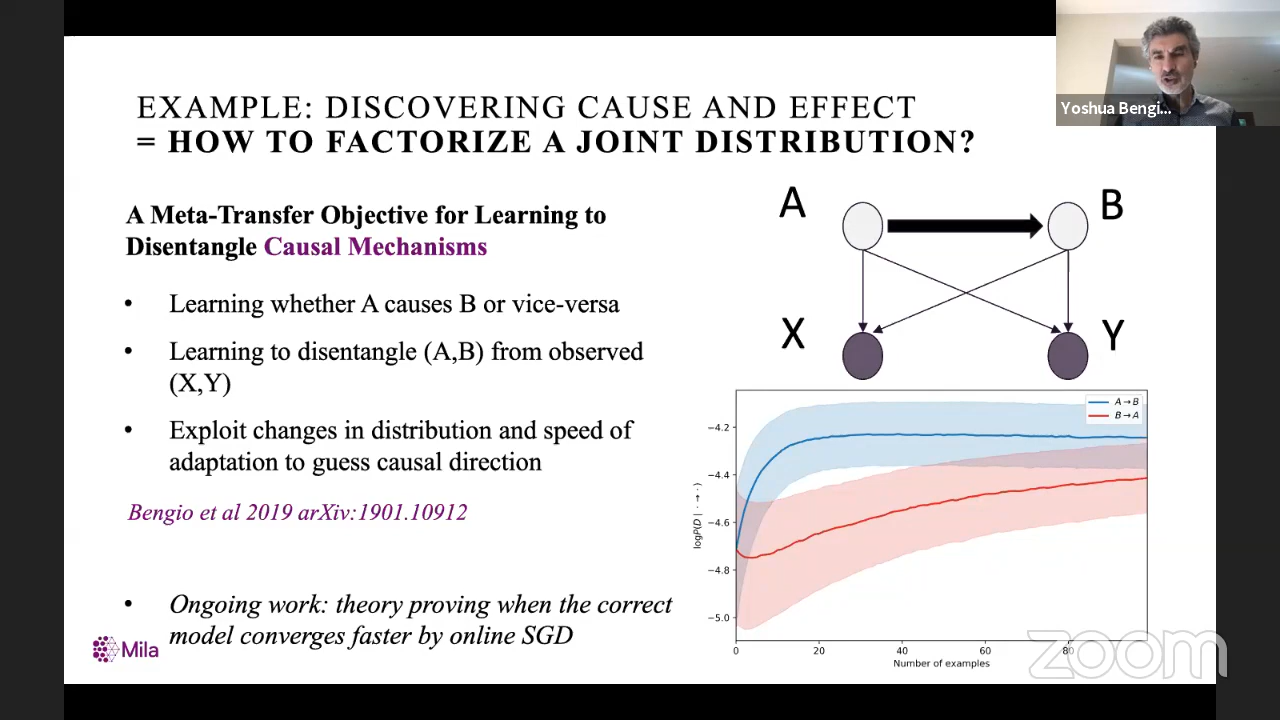 EXAMPLE: DISCOVERING CAUSE AND EFFECT
= HOW TO FACTORIZE A JOINT DISTRIBUTION?
Yoshua Bengi...
A Meta-Transfer Objective for Learning to
Disentangle Causal Mechanisms
• Learning whether A causes B or vice-versa
• Learning to disentangle (A,B) from observed
(X,Y)
• Exploit changes in distribution and speed of
adaptation to guess causal direction
Bengio et al 2019 arXiv:1901.10912
• Ongoing work: theory proving when the correct
model converges faster by online SGD
Mila
A
B
X
Y
A → B
B → A
−4.2
−4.4
−4.6
−4.8
−5.0
log P(D | · → ·)
0 20 40 60 80
Number of examples
zoom